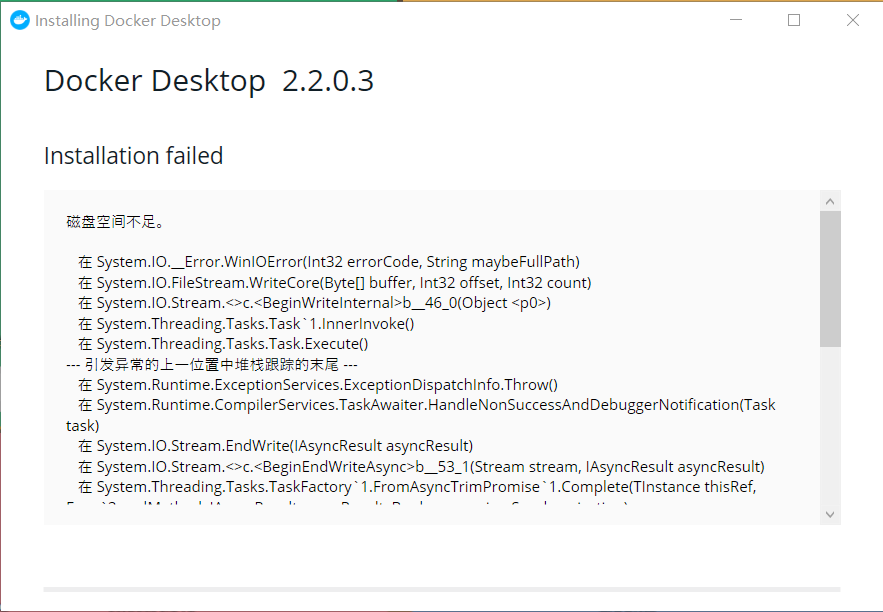 Installing Docker Desktop
Docker Desktop 2.2.0.3
Installation failed
磁盘空间不足。
在 System.IO.__Error.WinIOError(Int32 errorCode, String maybeFullPath)
在 System.IO.FileStream.WriteCore(Byte[] buffer, Int32 offset, Int32 count)
在 System.IO.Stream.<>c.<BeginWriteInternal>b__46_0(Object <p0>)
在 System.Threading.Tasks.Task`1.InnerInvoke()
在 System.Threading.Tasks.Task.Execute()
--- 引发异常的上一位置中堆栈跟踪的末尾 ---
在 System.Runtime.ExceptionServices.ExceptionDispatchInfo.Throw()
在 System.Runtime.CompilerServices.TaskAwaiter.HandleNonSuccessAndDebuggerNotification(Task
task)
在 System.IO.Stream.EndWrite(IAsyncResult asyncResult)
在 System.IO.Stream.<>c.<BeginEndWriteAsync>b__53_1(Stream stream, IAsyncResult asyncResult)
在 System.Threading.Tasks.TaskFactory`1.FromAsyncTrimPromise`1.Complete(TInstance thisRef,